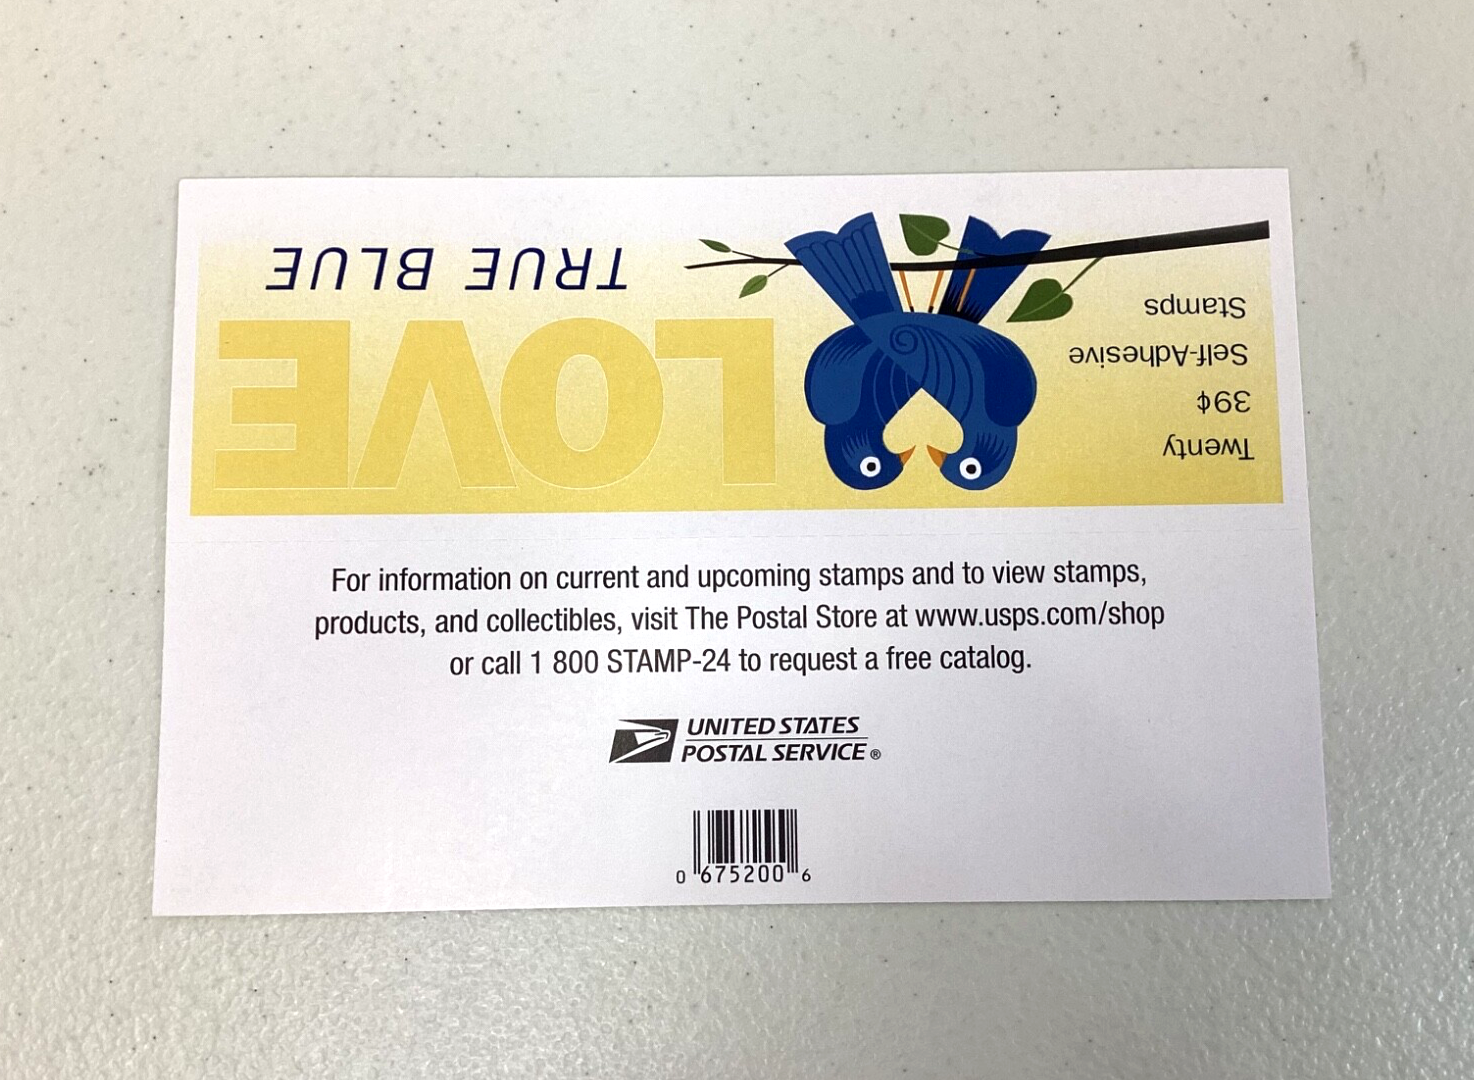 TRUE BLUE
LOVE
Twenty
39¢
Self-Adhesive
Stamps
For information on current and upcoming stamps and to view stamps,
products, and collectibles, visit The Postal Store at www.usps.com/shop
or call 1 800 STAMP-24 to request a free catalog.
UNITED STATES
POSTAL SERVICE®
0 675200 6